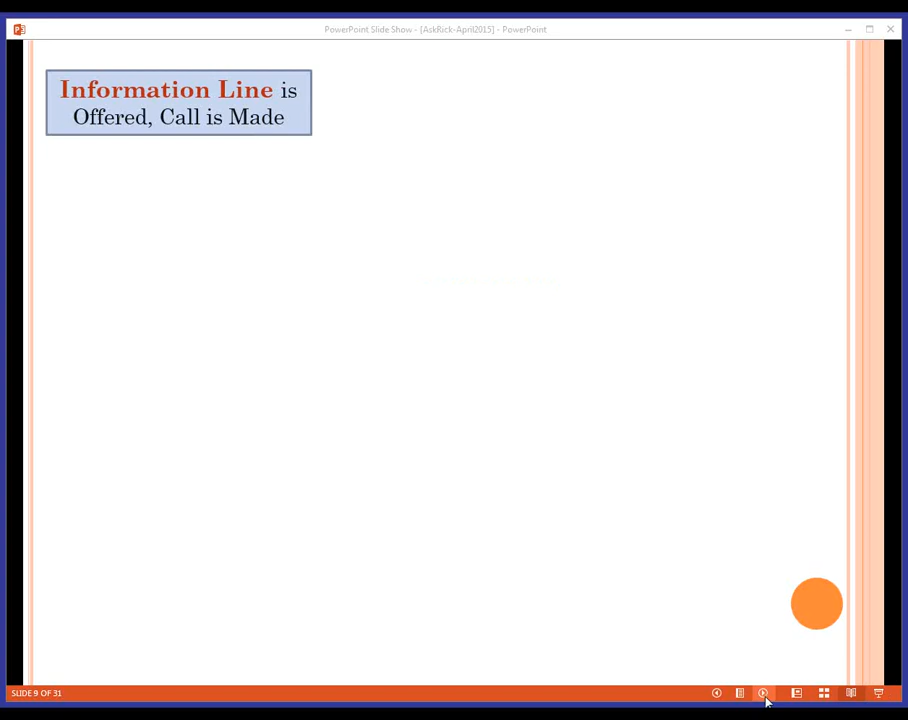 PowerPoint Slide Show - [AskRick-April2015] - PowerPoint
Information Line is
Offered, Call is Made
SLIDE 9 OF 31